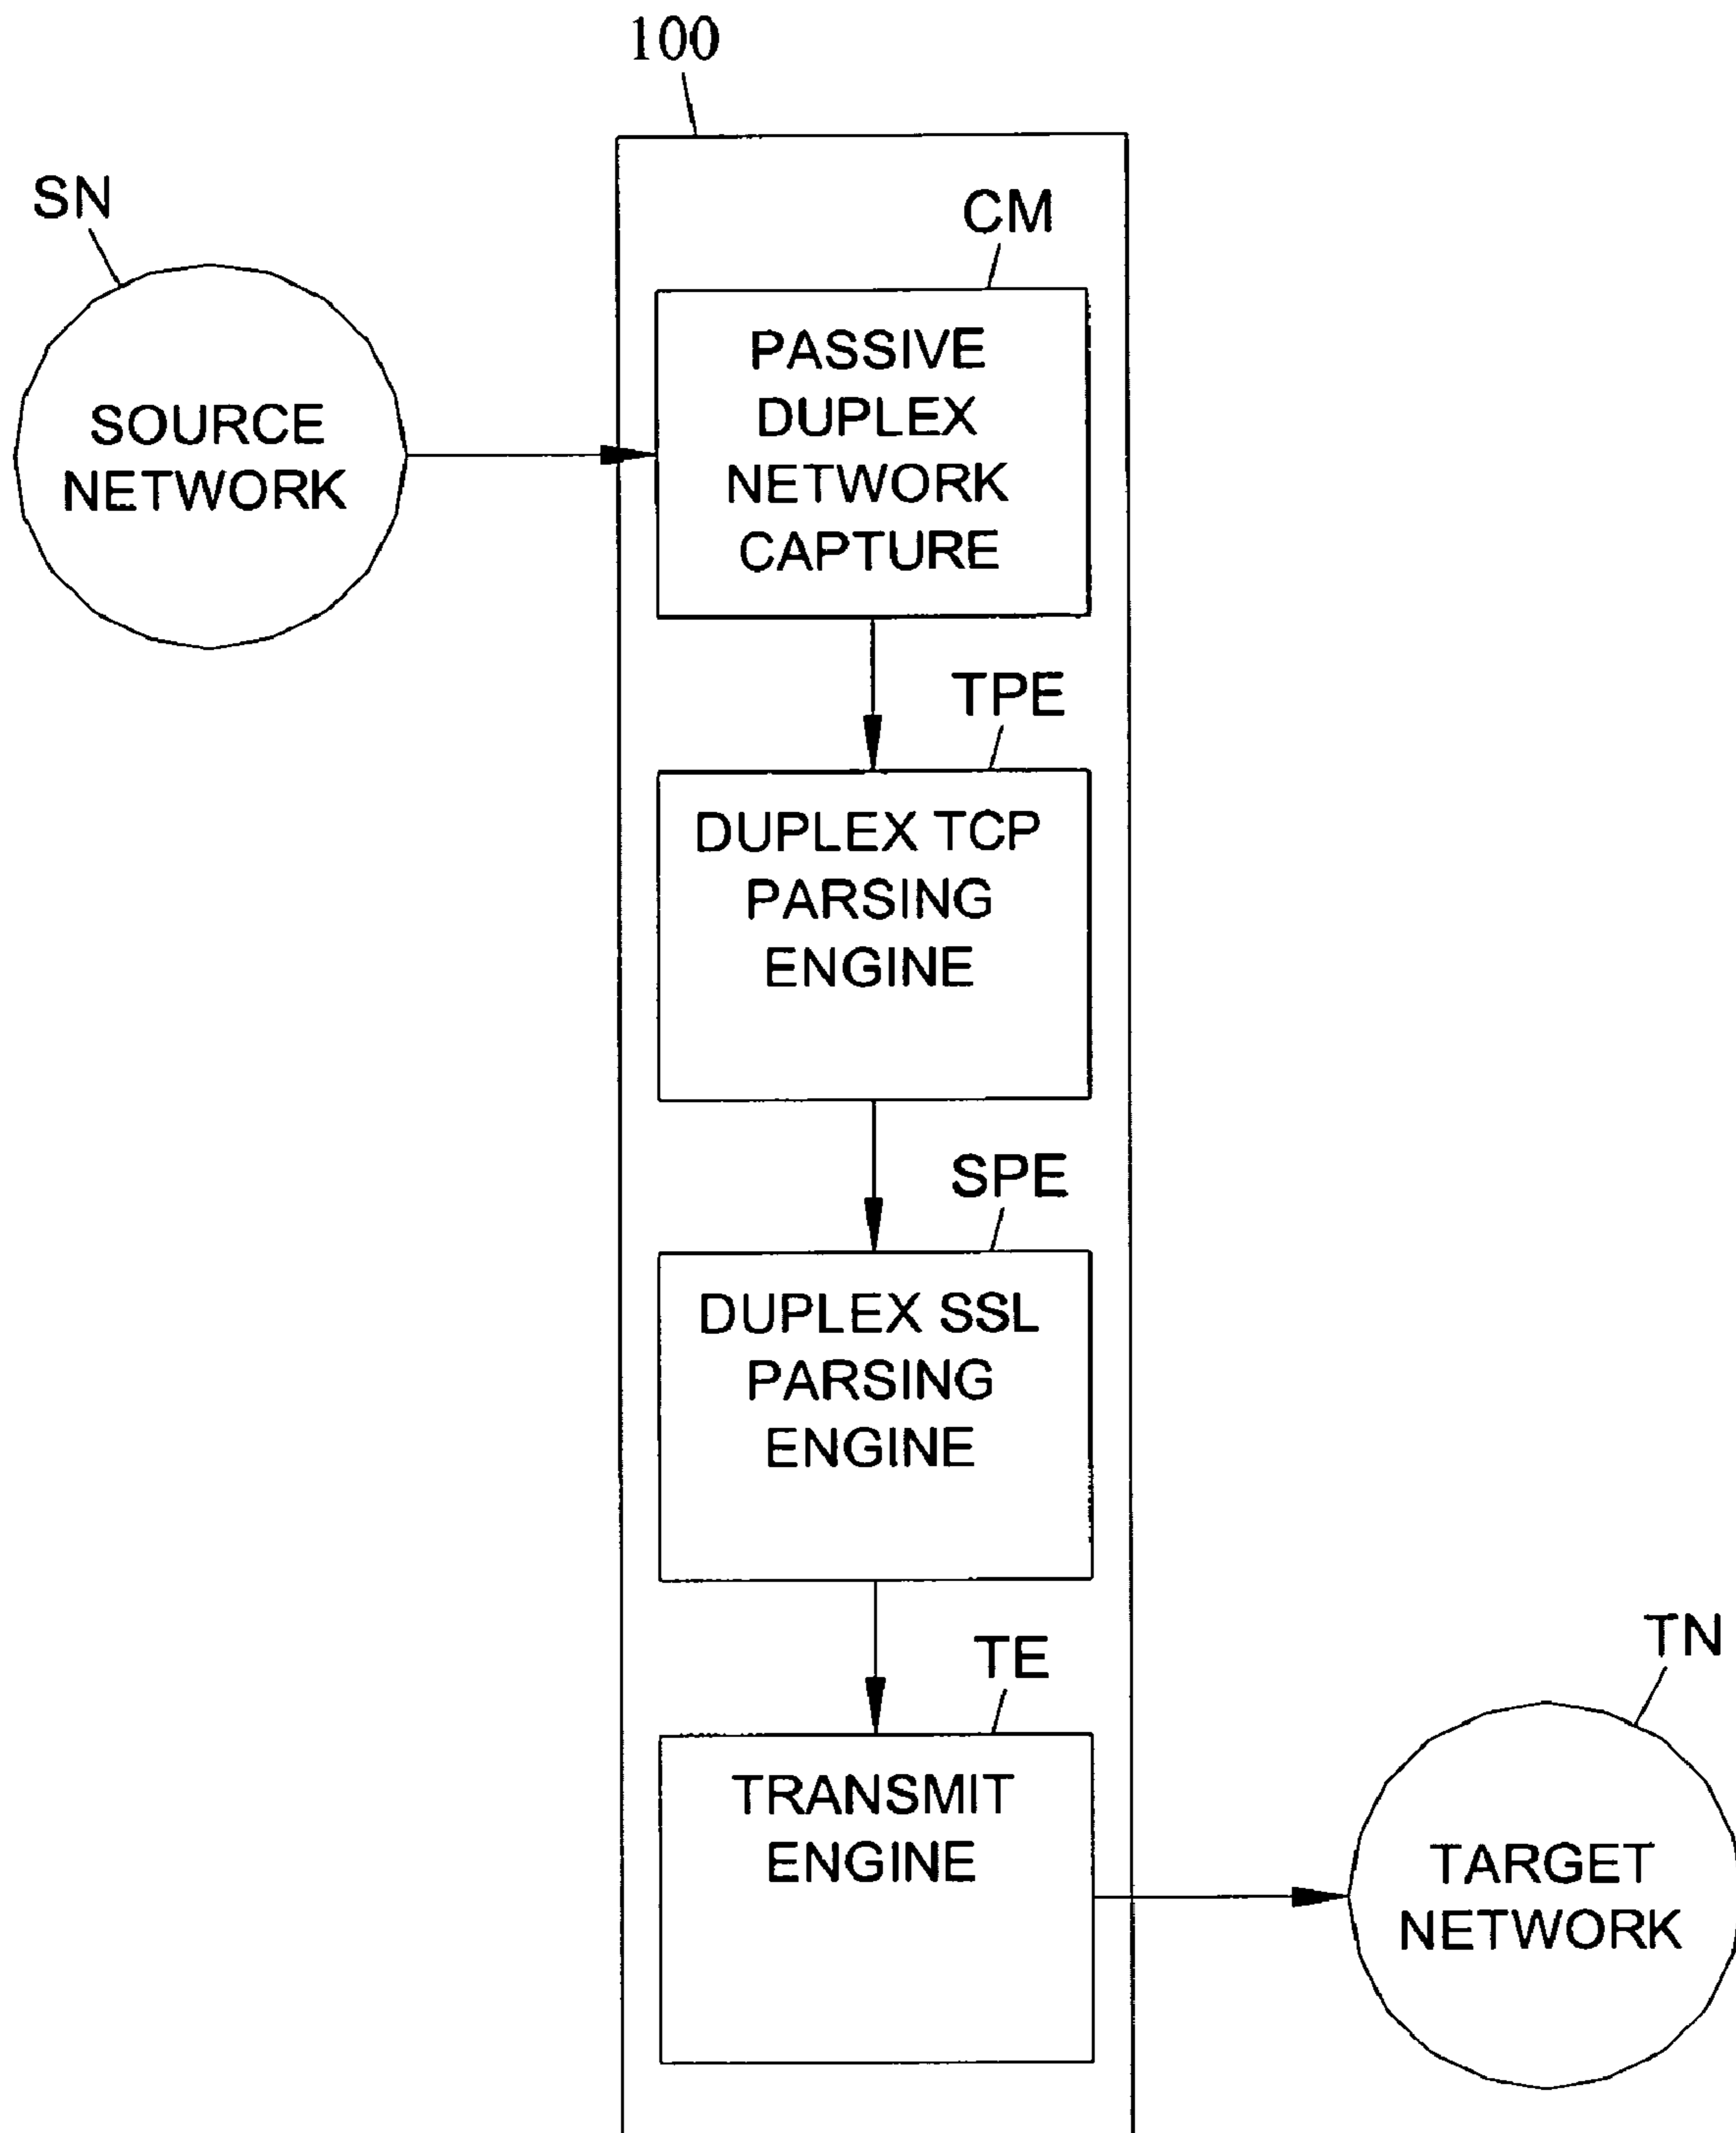 100
SN
CM
SOURCE
NETWORK
PASSIVE
DUPLEX
NETWORK
CAPTURE
TPE
DUPLEX TCP
PARSING
ENGINE
SPE
DUPLEX SSL
PARSING
ENGINE
TE
TN
TRANSMIT
ENGINE
TARGET
NETWORK